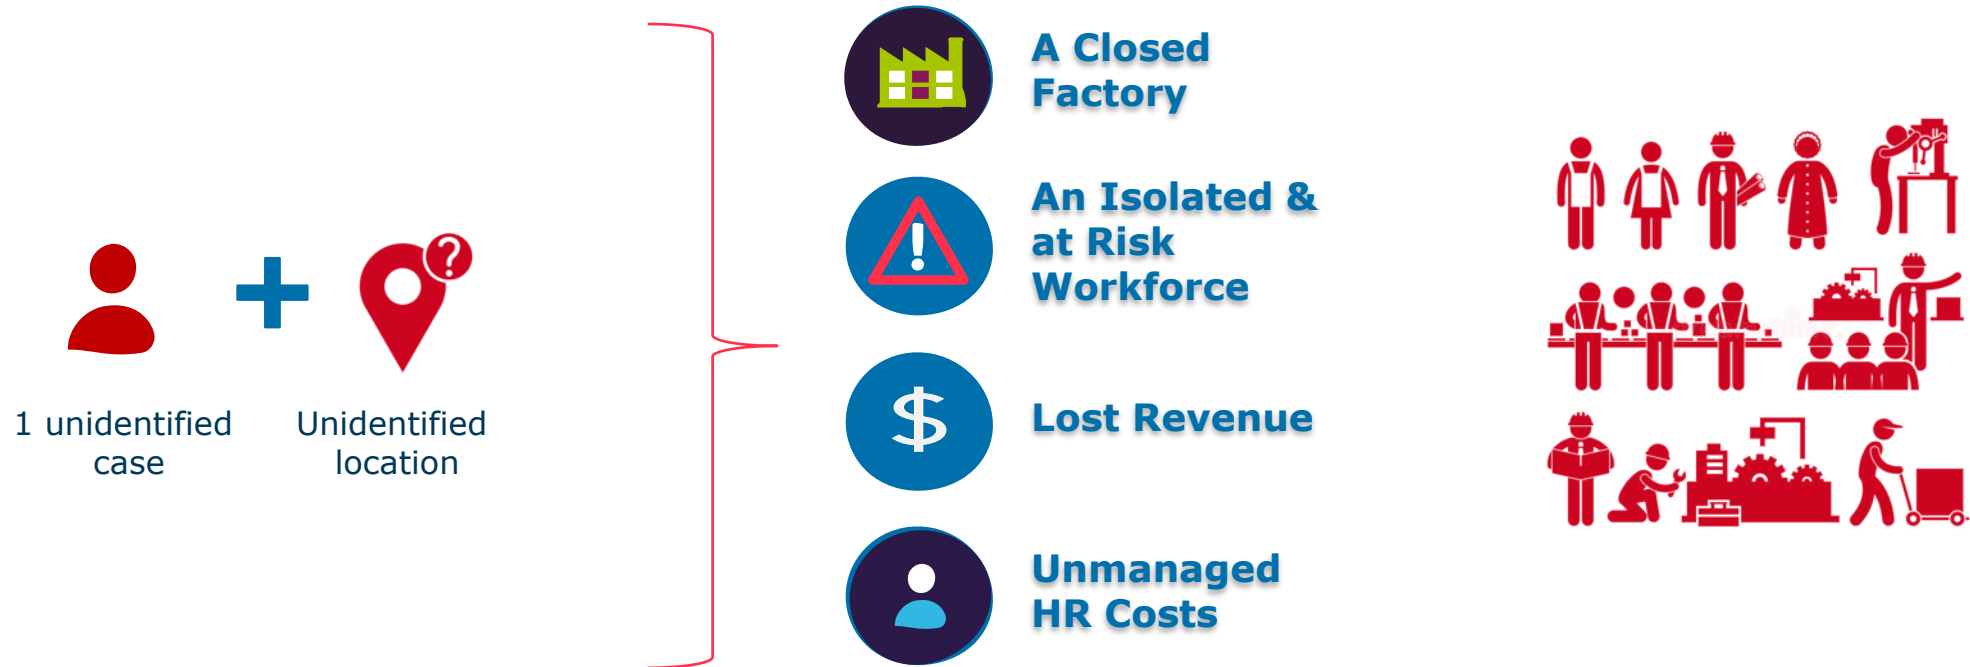 1 unidentified
case
Unidentified
location
?
A Closed
Factory
!
An Isolated &
at Risk
Workforce
$
Lost Revenue
Unmanaged
HR Costs